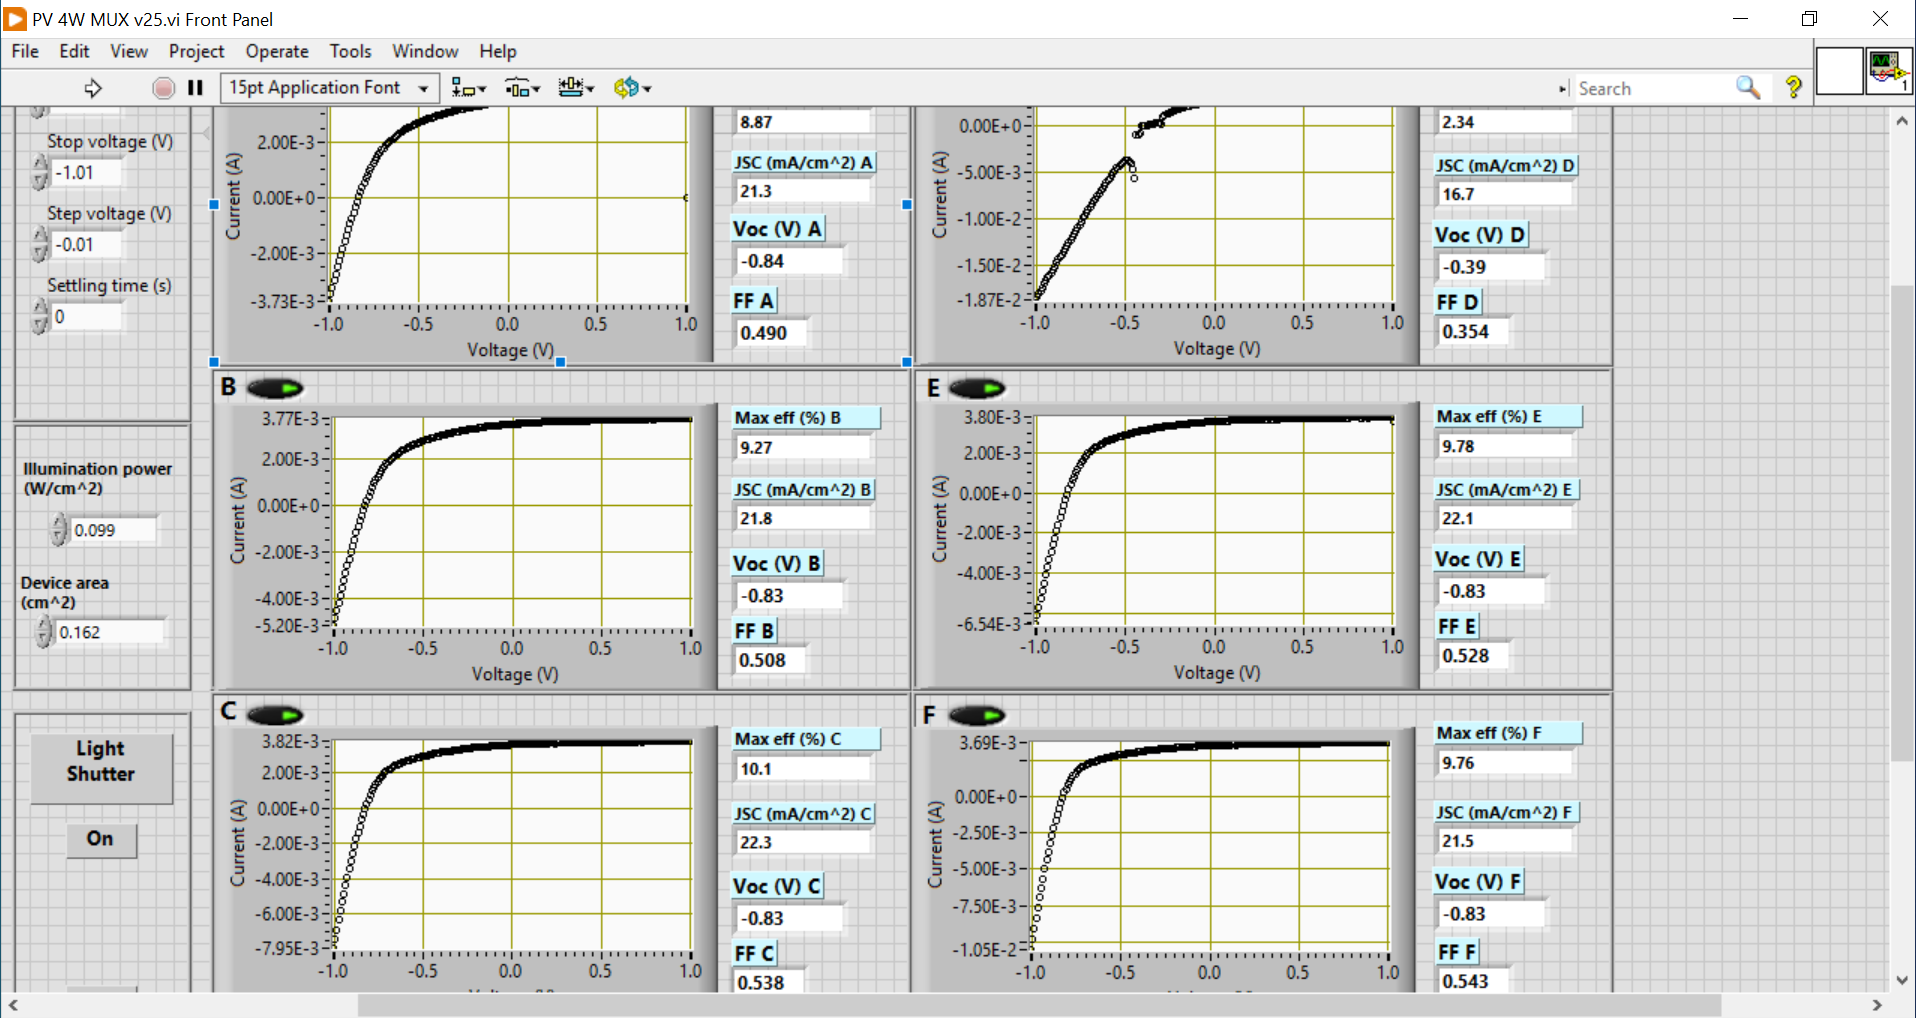 PV 4W MUX v25.vi Front Panel
File Edit View Project Operate Tools Window Help
15pt Application Font
Search
1
Stop voltage (V)
-1.01
Step voltage (V)
-0.01
Settling time (s)
0
Illumination power
(W/cm^2)
0.099
Device area
(cm^2)
0.162
Light
Shutter
On
Current (A)
2.00E-3
0.00E+0
-2.00E-3
-3.73E-3
-1.0 -0.5 0.0 0.5 1.0
Voltage (V)
8.87
JSC (mA/cm^2) A
21.3
Voc (V) A
-0.84
FF A
0.490
Current (A)
0.00E+0
-5.00E-3
-1.00E-2
-1.50E-2
-1.87E-2
-1.0 -0.5 0.0 0.5 1.0
Voltage (V)
2.34
JSC (mA/cm^2) D
16.7
Voc (V) D
-0.39
FF D
0.354
B
Current (A)
3.77E-3
2.00E-3
0.00E+0
-2.00E-3
-4.00E-3
-5.20E-3
-1.0 -0.5 0.0 0.5 1.0
Voltage (V)
Max eff (%) B
9.27
JSC (mA/cm^2) B
21.8
Voc (V) B
-0.83
FF B
0.508
E
Current (A)
3.80E-3
2.00E-3
0.00E+0
-2.00E-3
-4.00E-3
-6.54E-3
-1.0 -0.5 0.0 0.5 1.0
Voltage (V)
Max eff (%) E
9.78
JSC (mA/cm^2) E
22.1
Voc (V) E
-0.83
FF E
0.528
C
Current (A)
3.82E-3
2.00E-3
0.00E+0
-2.00E-3
-4.00E-3
-6.00E-3
-7.95E-3
-1.0 -0.5 0.0 0.5 1.0
Max eff (%) C
10.1
JSC (mA/cm^2) C
22.3
Voc (V) C
-0.83
FF C
0.538
F
Current (A)
3.69E-3
0.00E+0
-2.50E-3
-5.00E-3
-7.50E-3
-1.05E-2
-1.0 -0.5 0.0 0.5 1.0
Max eff (%) F
9.76
JSC (mA/cm^2) F
21.5
Voc (V) F
-0.83
FF F
0.543